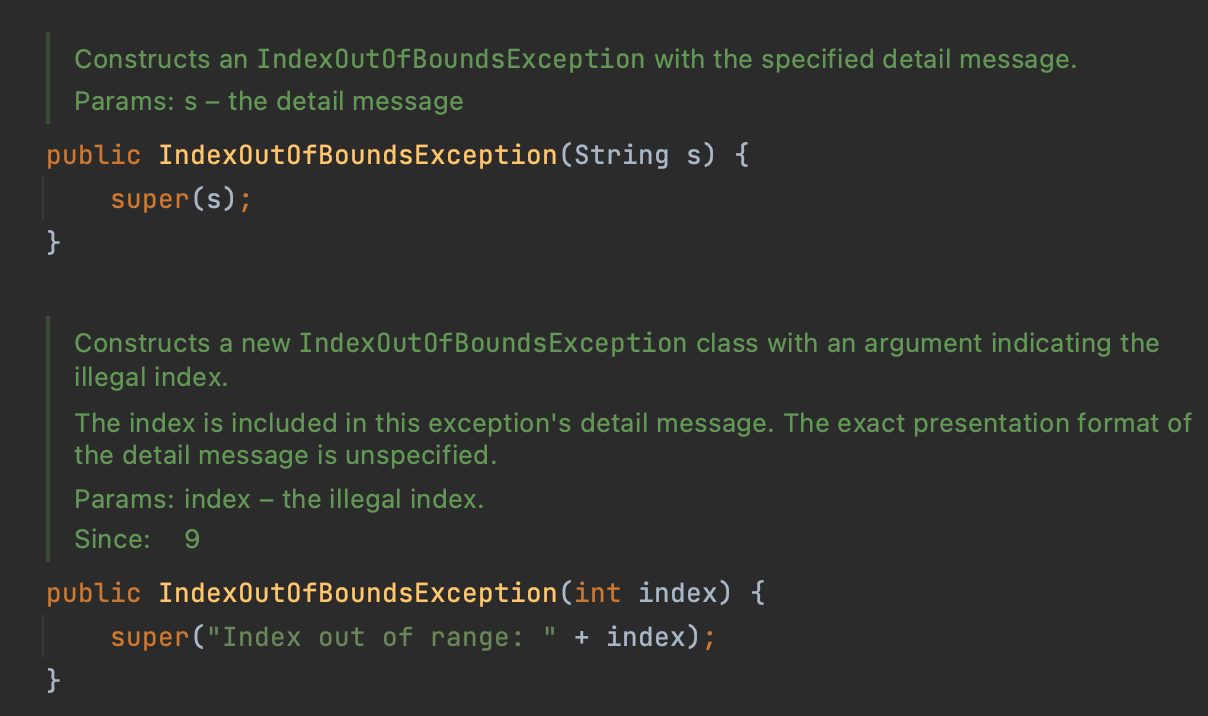 Constructs an IndexOutOfBoundsException with the specified detail message.
Params: s – the detail message
public IndexOutOfBoundsException(String s) {
    super(s);
}
Constructs a new IndexOutOfBoundsException class with an argument indicating the
illegal index.
The index is included in this exception's detail message. The exact presentation format of
the detail message is unspecified.
Params: index – the illegal index.
Since: 9
public IndexOutOfBoundsException(int index) {
    super("Index out of range: " + index);
}